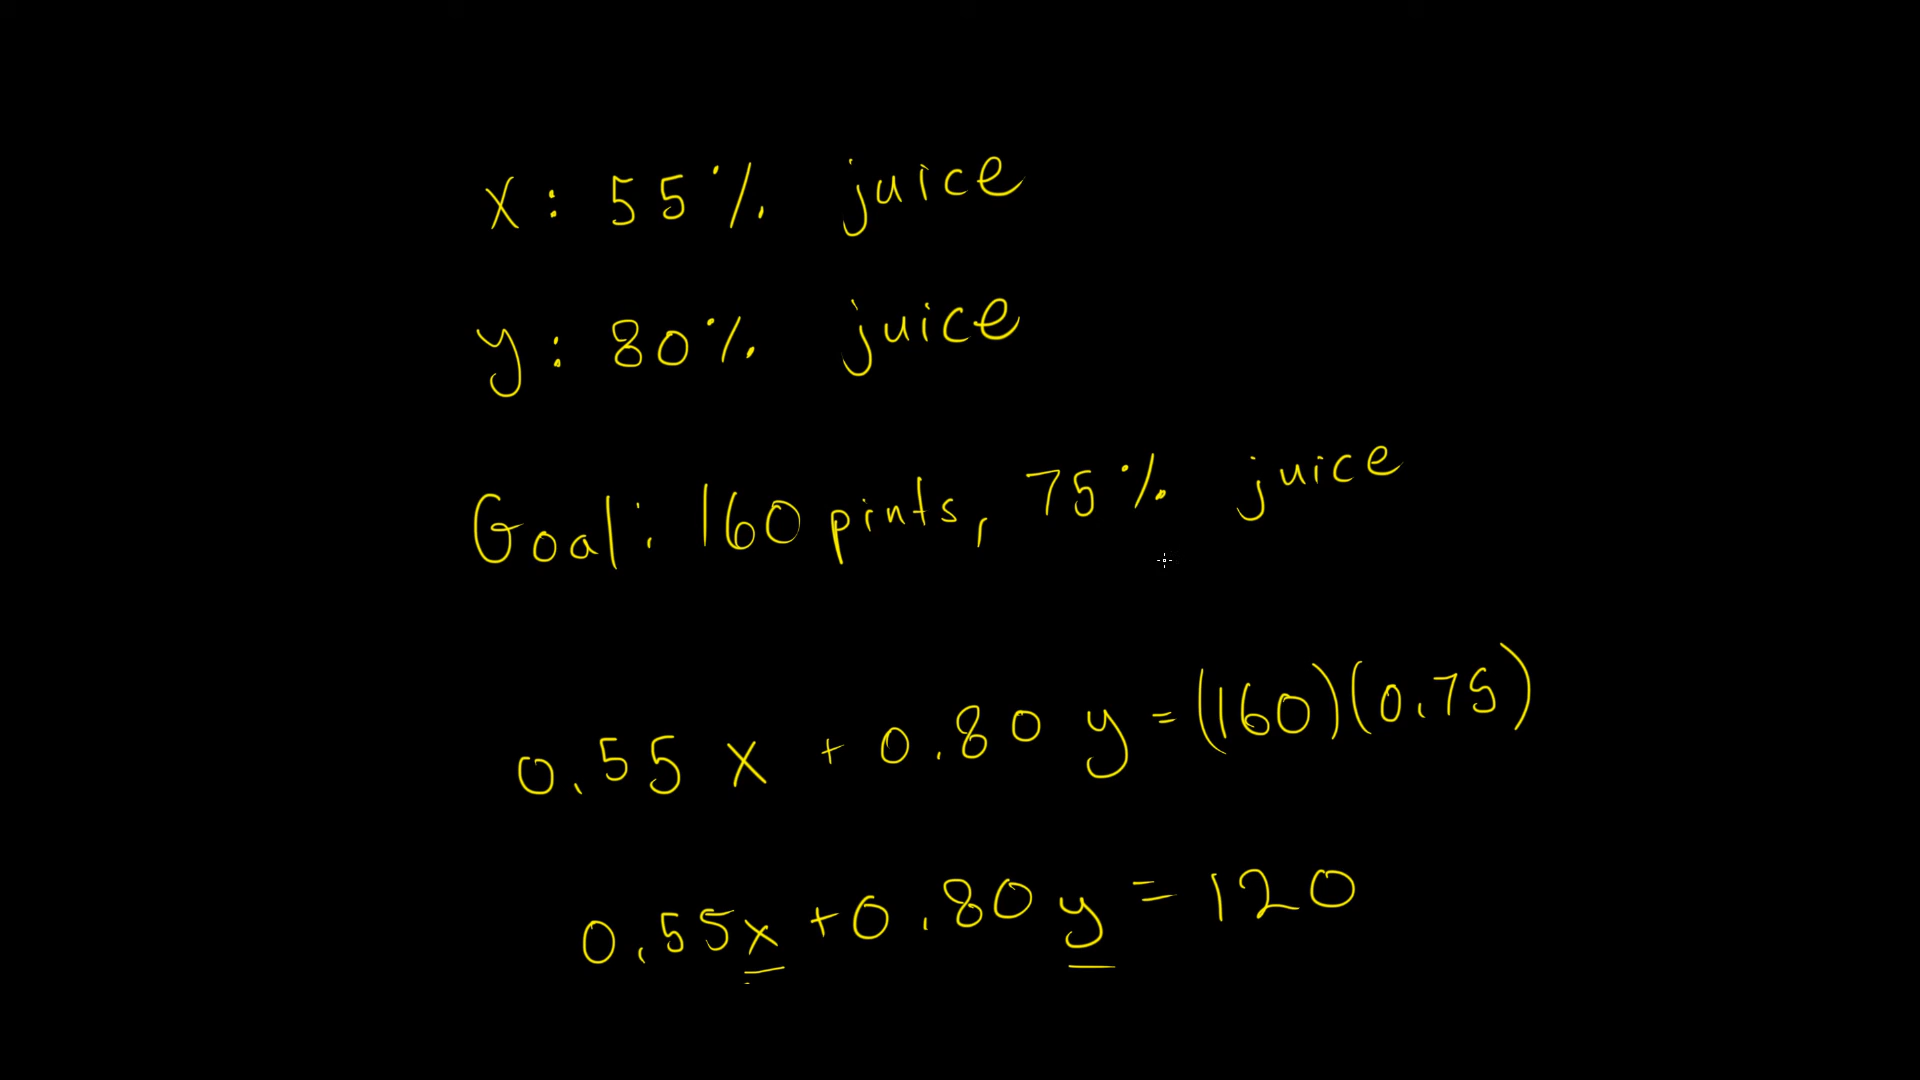 x: 55% juice
y: 80% juice
Goal: 160 pints, 75% juice
0.55 x + 0.80 y = (160)(0.75)
0.55x + 0.80y = 120